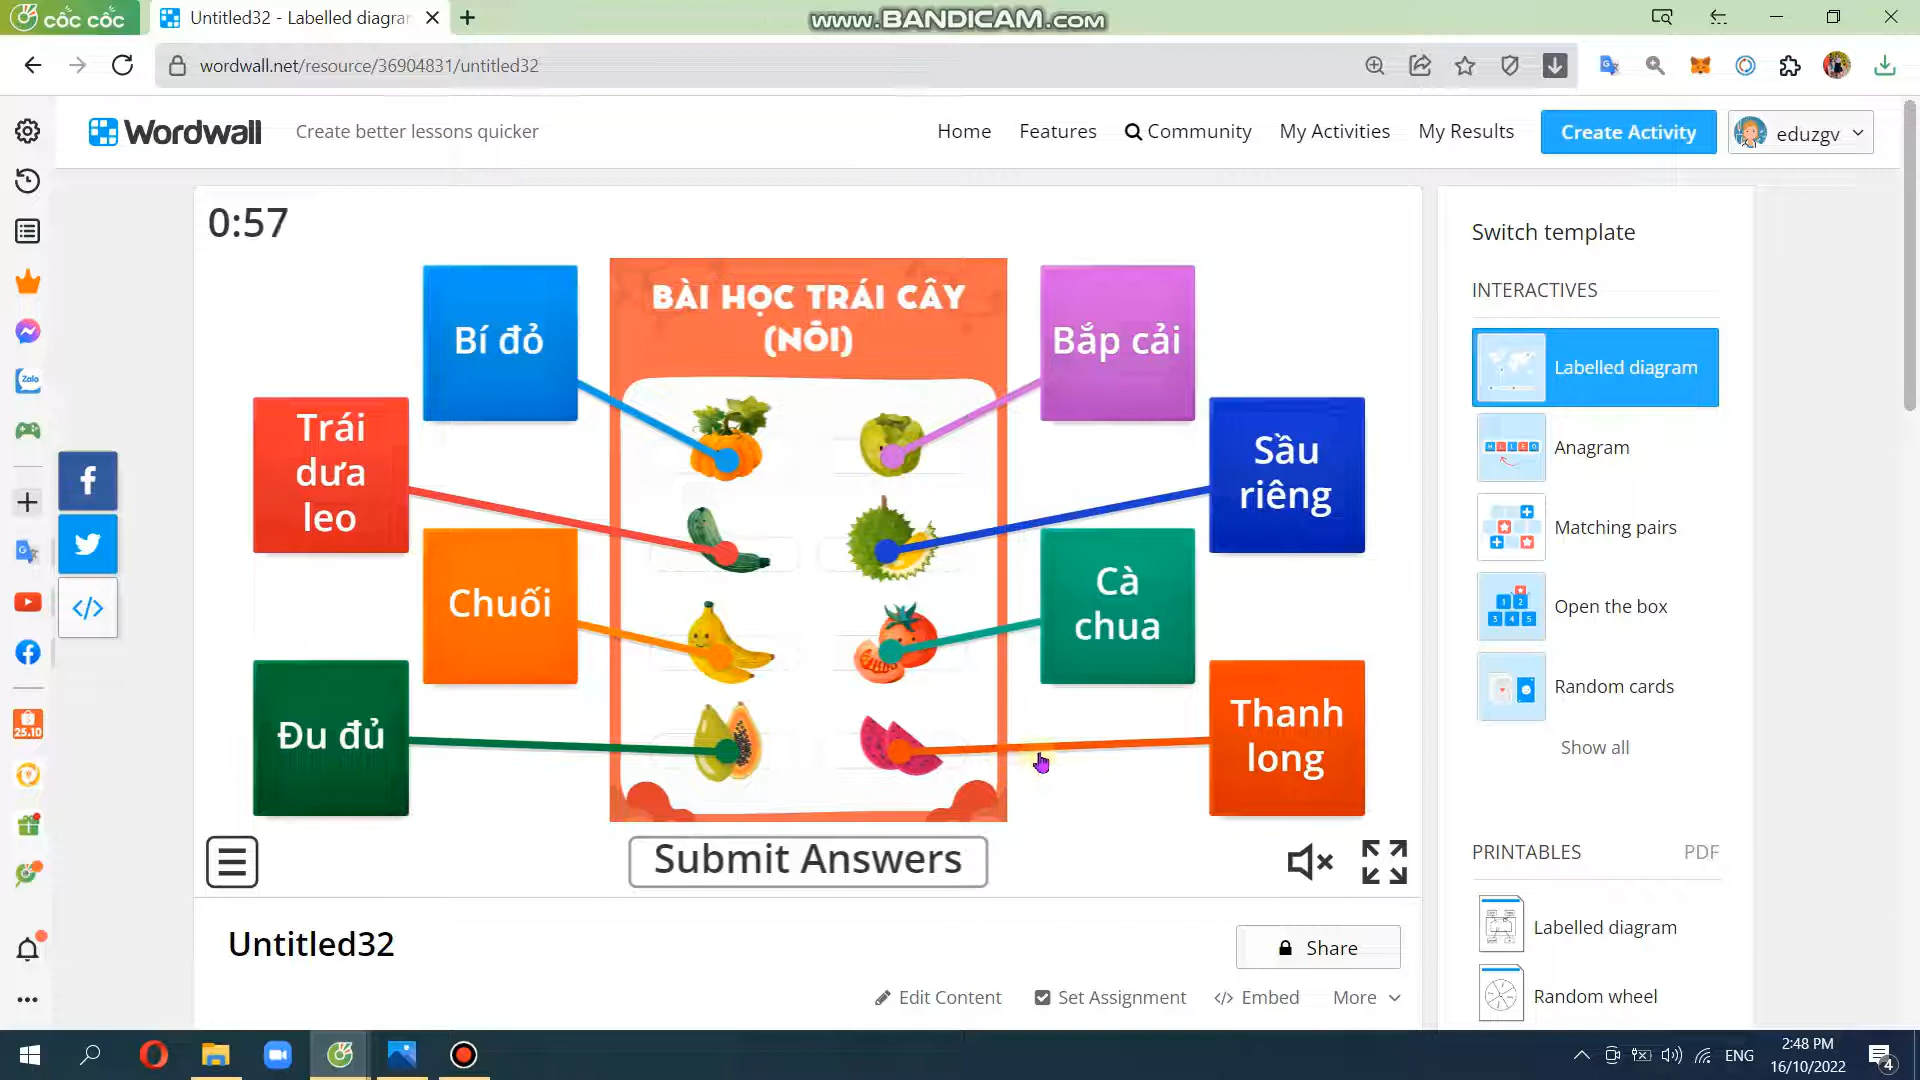 cốc cốc
Untitled32 - Labelled diagram
www.BANDICAM.com
wordwall.net/resource/36904831/untitled32
Wordwall
Create better lessons quicker
Home
Features
Community
My Activities
My Results
Create Activity
eduzgv
0:57
BÀI HỌC TRÁI CÂY
(NỐI)
Bí đỏ
Bắp cải
Trái
dưa
leo
Sầu
riêng
Chuối
Cà
chua
Đu đủ
Thanh
long
Submit Answers
Switch template
INTERACTIVES
Labelled diagram
Anagram
Matching pairs
Open the box
Random cards
Show all
PRINTABLES
PDF
Labelled diagram
Random wheel
Untitled32
Share
Edit Content
Set Assignment
Embed
More
Zalo
25.10
ENG
2:48 PM
16/10/2022
4